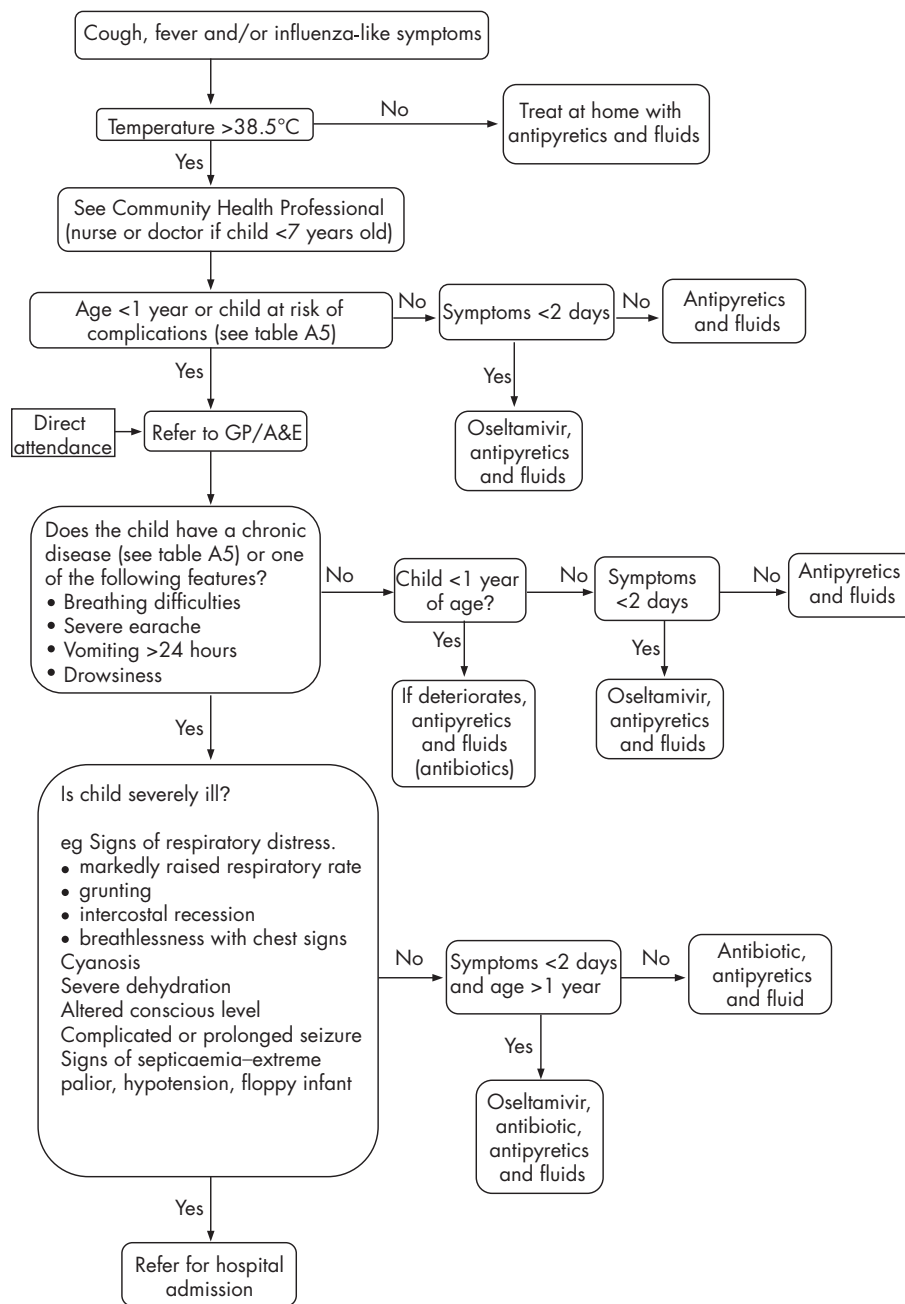 Cough, fever and/or influenza-like symptoms
Temperature >38.5°C
No
Treat at home with
antipyretics and fluids
Yes
See Community Health Professional
(nurse or doctor if child <7 years old)
Age <1 year or child at risk of
complications (see table A5)
No
Symptoms <2 days
No
Antipyretics
and fluids
Yes
Yes
Oseltamivir,
antipyretics
and fluids
Direct
attendance
Refer to GP/A&E
Does the child have a chronic
disease (see table A5) or one
of the following features?
• Breathing difficulties
• Severe earache
• Vomiting >24 hours
• Drowsiness
No
Child <1 year
of age?
No
Symptoms
<2 days
No
Antipyretics
and fluids
Yes
If deteriorates,
antipyretics
and fluids
(antibiotics)
Yes
Oseltamivir,
antipyretics
and fluids
Yes
Is child severely ill?
eg Signs of respiratory distress.
• markedly raised respiratory rate
• grunting
• intercostal recession
• breathlessness with chest signs
Cyanosis
Severe dehydration
Altered conscious level
Complicated or prolonged seizure
Signs of septicaemia–extreme
palior, hypotension, floppy infant
No
Symptoms <2 days
and age >1 year
No
Antibiotic,
antipyretics
and fluid
Yes
Oseltamivir,
antibiotic,
antipyretics
and fluids
Yes
Refer for hospital
admission